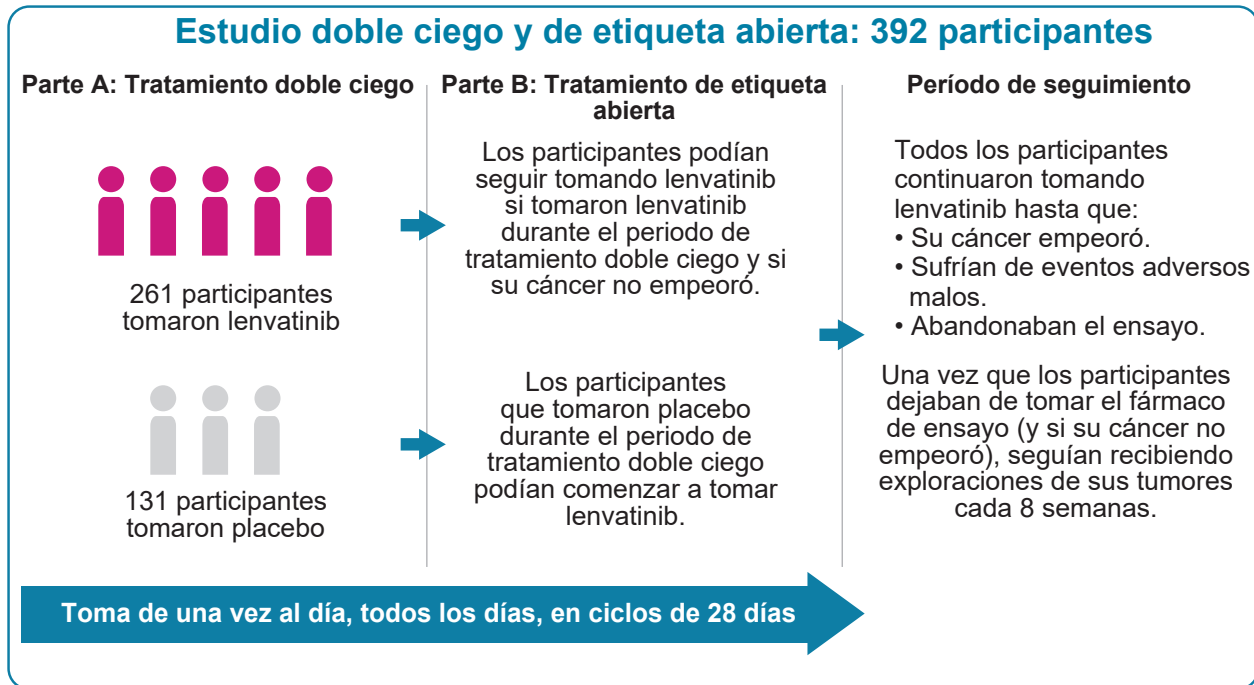 Estudio doble ciego y de etiqueta abierta: 392 participantes
Parte A: Tratamiento doble ciego
261 participantes
tomaron lenvatinib
131 participantes
tomaron placebo
Parte B: Tratamiento de etiqueta
abierta
Los participantes podían
seguir tomando lenvatinib
si tomaron lenvatinib
durante el periodo de
tratamiento doble ciego y si
su cáncer no empeoró.
Los participantes
que tomaron placebo
durante el periodo de
tratamiento doble ciego
podían comenzar a tomar
lenvatinib.
Período de seguimiento
Todos los participantes
continuaron tomando
lenvatinib hasta que:
• Su cáncer empeoró.
• Sufrían de eventos adversos
malos.
• Abandonaban el ensayo.
Una vez que los participantes
dejaban de tomar el fármaco
de ensayo (y si su cáncer no
empeoró), seguían recibiendo
exploraciones de sus tumores
cada 8 semanas.
Toma de una vez al día, todos los días, en ciclos de 28 días